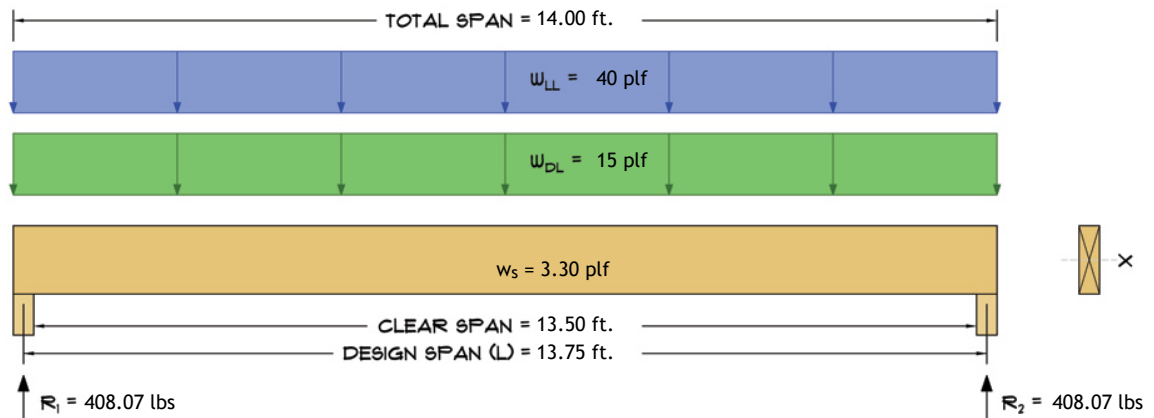 TOTAL SPAN = 14.00 ft.
WLL = 40 plf
WDL = 15 plf
ws = 3.30 plf
X
CLEAR SPAN = 13.50 ft.
DESIGN SPAN (L) = 13.75 ft.
R1 = 408.07 lbs
R2 = 408.07 lbs